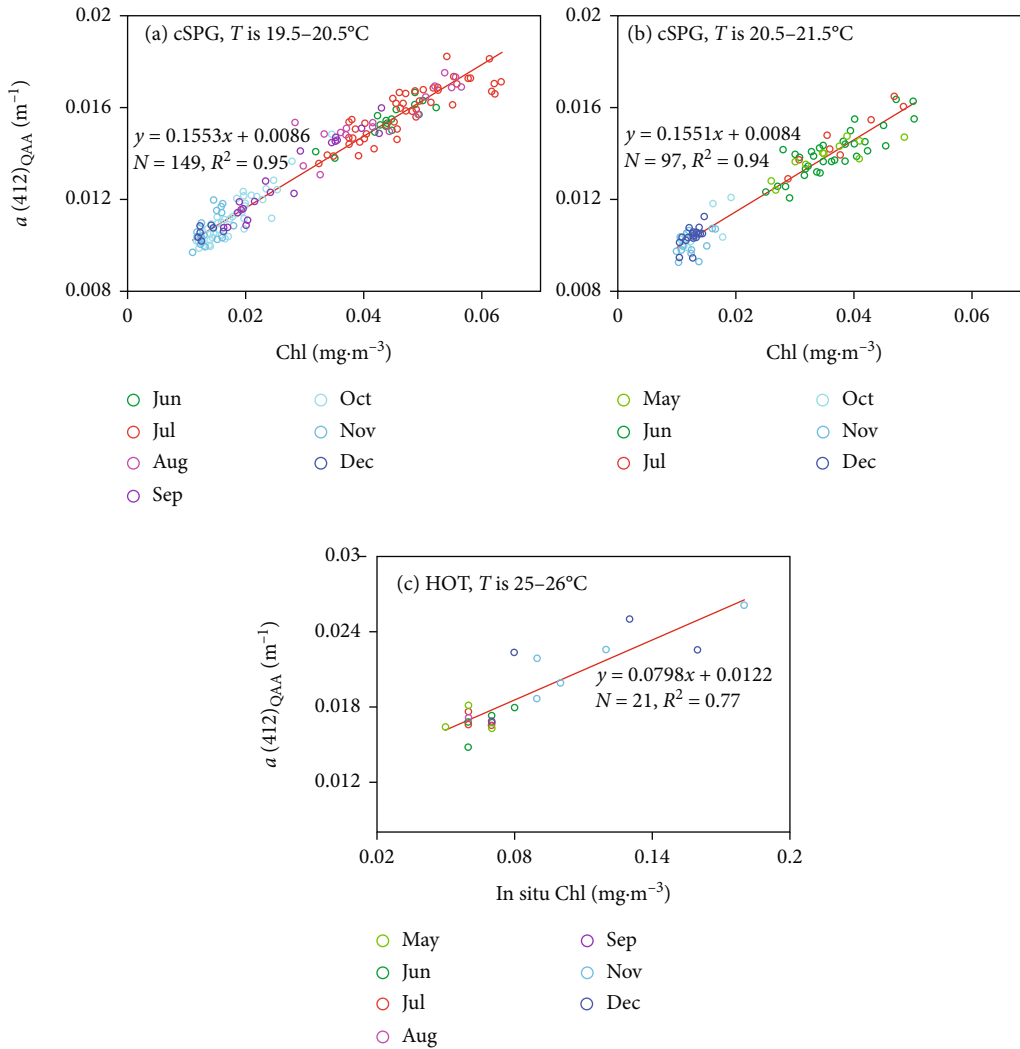 (a) cSPG, T is 19.5–20.5°C
y = 0.1553x + 0.0086
N = 149, R² = 0.95
a (412)QAA (m⁻¹)
0.02
0.016
0.012
0.008
0
0.02
0.04
0.06
Chl (mg·m⁻³)
Jun
Jul
Aug
Sep
Oct
Nov
Dec
(b) cSPG, T is 20.5–21.5°C
y = 0.1551x + 0.0084
N = 97, R² = 0.94
0.02
0.016
0.012
0.008
0
0.02
0.04
0.06
Chl (mg·m⁻³)
May
Jun
Jul
Oct
Nov
Dec
(c) HOT, T is 25–26°C
y = 0.0798x + 0.0122
N = 21, R² = 0.77
a (412)QAA (m⁻¹)
0.03
0.024
0.018
0.012
0.02
0.08
0.14
0.2
In situ Chl (mg·m⁻³)
May
Jun
Jul
Aug
Sep
Nov
Dec